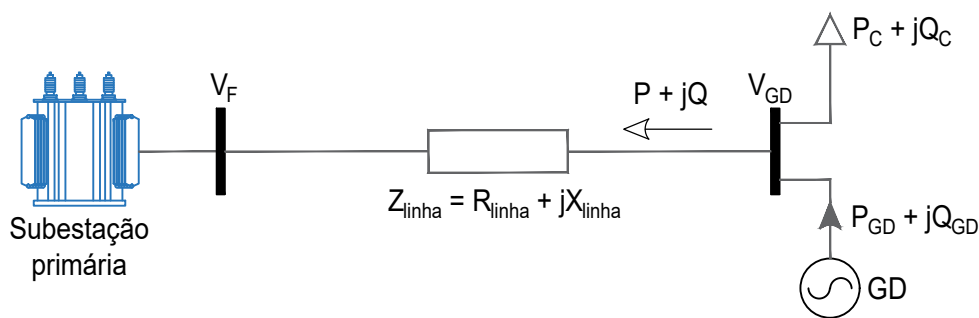 P_C + jQ_C
V_F
P + jQ
V_GD
Z_linha = R_linha + jX_linha
Subestação
primária
P_GD + jQ_GD
GD